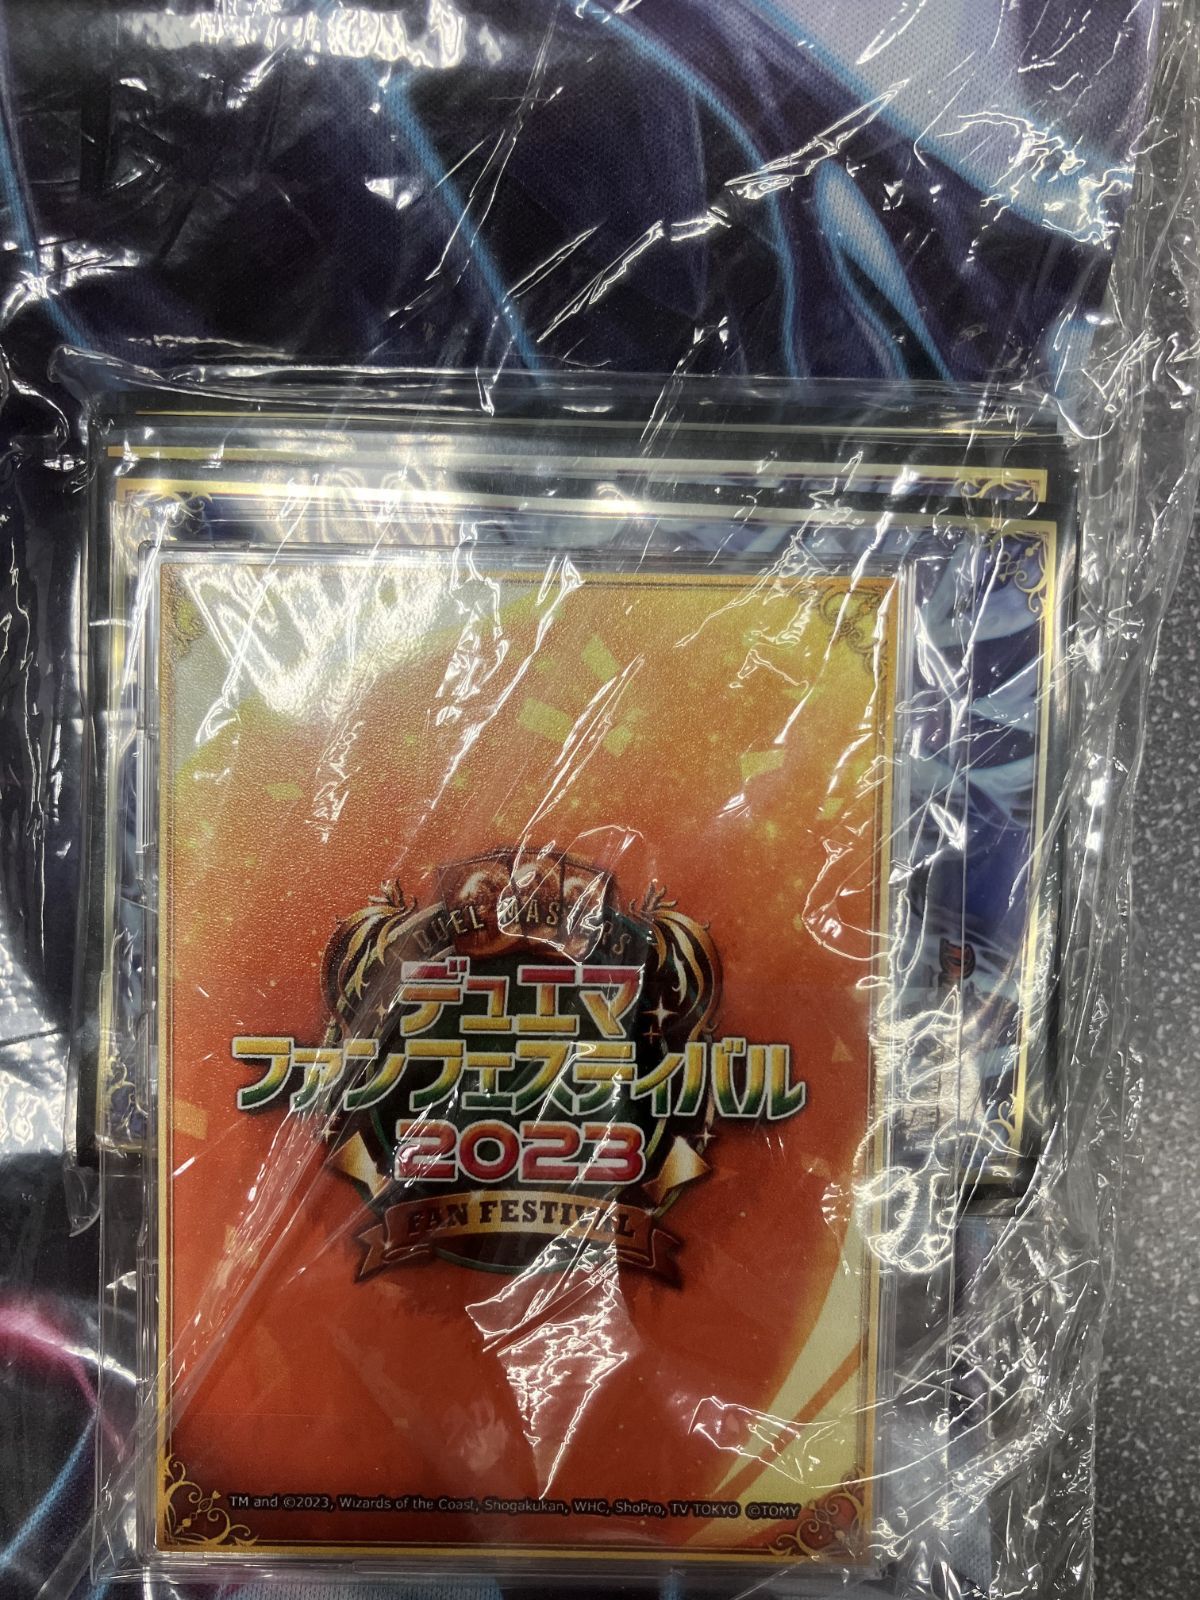 DUEL MASTERS
デュエマ
ファンフェスティバル
2023
FAN FESTIVAL
TM and ©2023, Wizards of the Coast, Shogakukan, WHC, ShoPro, TV TOKYO ©TOMY